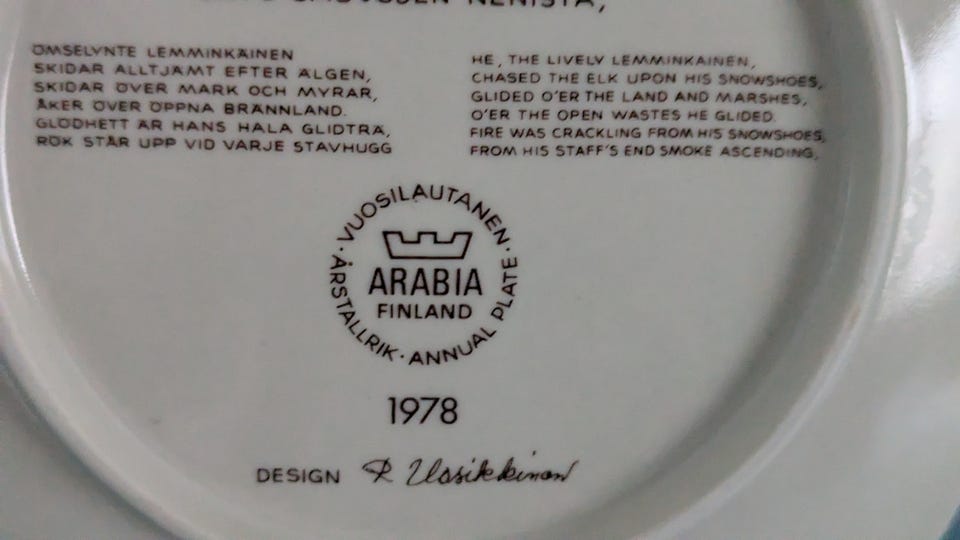 NENISTÄ,
ÖMSELYNTE LEMMINKÄINEN
SKIDAR ALLTJÄMT EFTER ÄLGEN,
SKIDAR ÖVER MARK OCH MYRAR,
ÅKER ÖVER ÖPPNA BRÄNNLAND.
GLÖDHETT ÄR HANS HALA GLIDTRÄ,
RÖK STÅR UPP VID VARJE STAVHUGG
HE, THE LIVELY LEMMINKAINEN,
CHASED THE ELK UPON HIS SNOWSHOES,
GLIDED O'ER THE LAND AND MARSHES,
O'ER THE OPEN WASTES HE GLIDED.
FIRE WAS CRACKLING FROM HIS SNOWSHOES,
FROM HIS STAFF'S END SMOKE ASCENDING,
· VUOSILAUTANEN ·
ARABIA
FINLAND
ÅRSTALLRIK · ANNUAL PLATE
1978
DESIGN R Uosikkinen